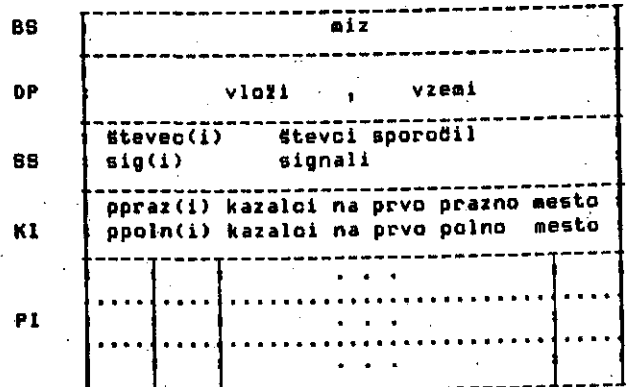 BS miz
DP vloži , vzemi
števec(i) števci sporočil
SS sig(i) signali
ppraz(i) kazalci na prvo prazno mesto
KI ppoln(i) kazalci na prvo polno mesto
. . .
PI . . .
. . .